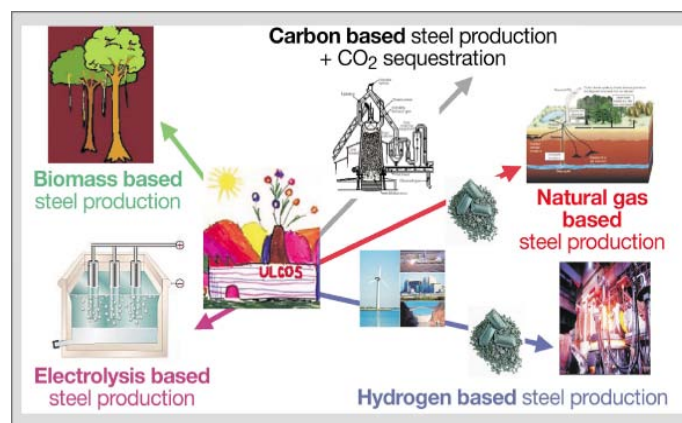 Carbon based steel production
+ CO₂ sequestration
Biomass based
steel production
Natural gas
based
steel production
ULCOS
Electrolysis based
steel production
Hydrogen based steel production